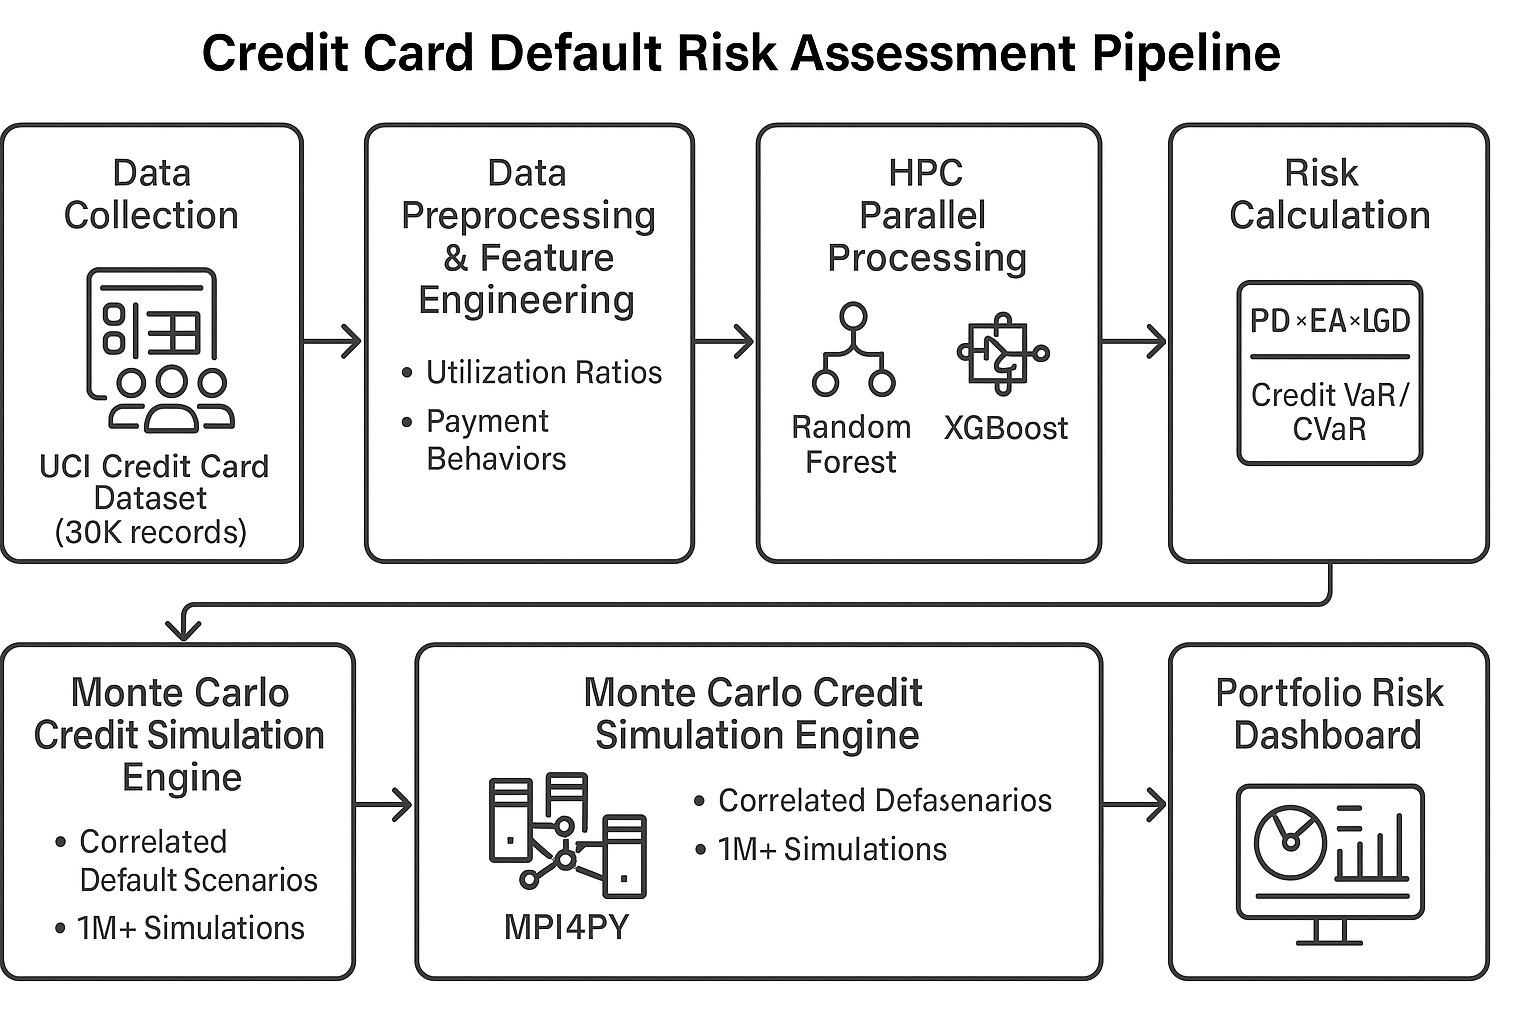 Credit Card Default Risk Assessment Pipeline
Data
Collection
UCI Credit Card
Dataset
(30K records)
Data
Preprocessing
& Feature
Engineering
• Utilization Ratios
• Payment
Behaviors
HPC
Parallel
Processing
Random
Forest
XGBoost
Risk
Calculation
PD×EA×LGD
Credit VaR/
CVaR
Monte Carlo
Credit Simulation
Engine
• Correlated
Default Scenarios
• 1M+ Simulations
Monte Carlo Credit
Simulation Engine
MPI4PY
• Correlated Defasenarios
• 1M+ Simulations
Portfolio Risk
Dashboard